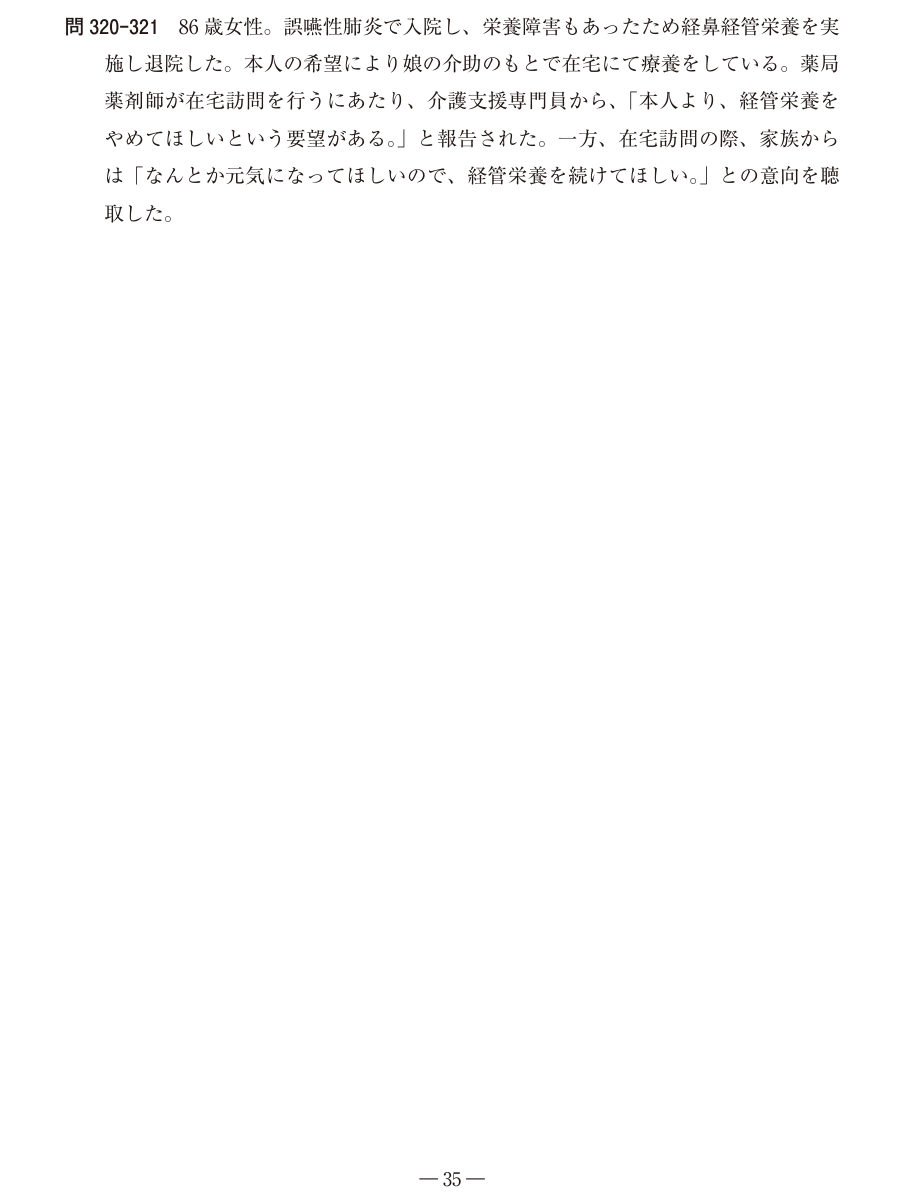 問 320-321　86 歳女性。誤嚥性肺炎で入院し、栄養障害もあったため経鼻経管栄養を実
施し退院した。本人の希望により娘の介助のもとで在宅にて療養をしている。薬局
薬剤師が在宅訪問を行うにあたり、介護支援専門員から、「本人より、経管栄養を
やめてほしいという要望がある。」と報告された。一方、在宅訪問の際、家族から
は「なんとか元気になってほしいので、経管栄養を続けてほしい。」との意向を聴
取した。
― 35 ―